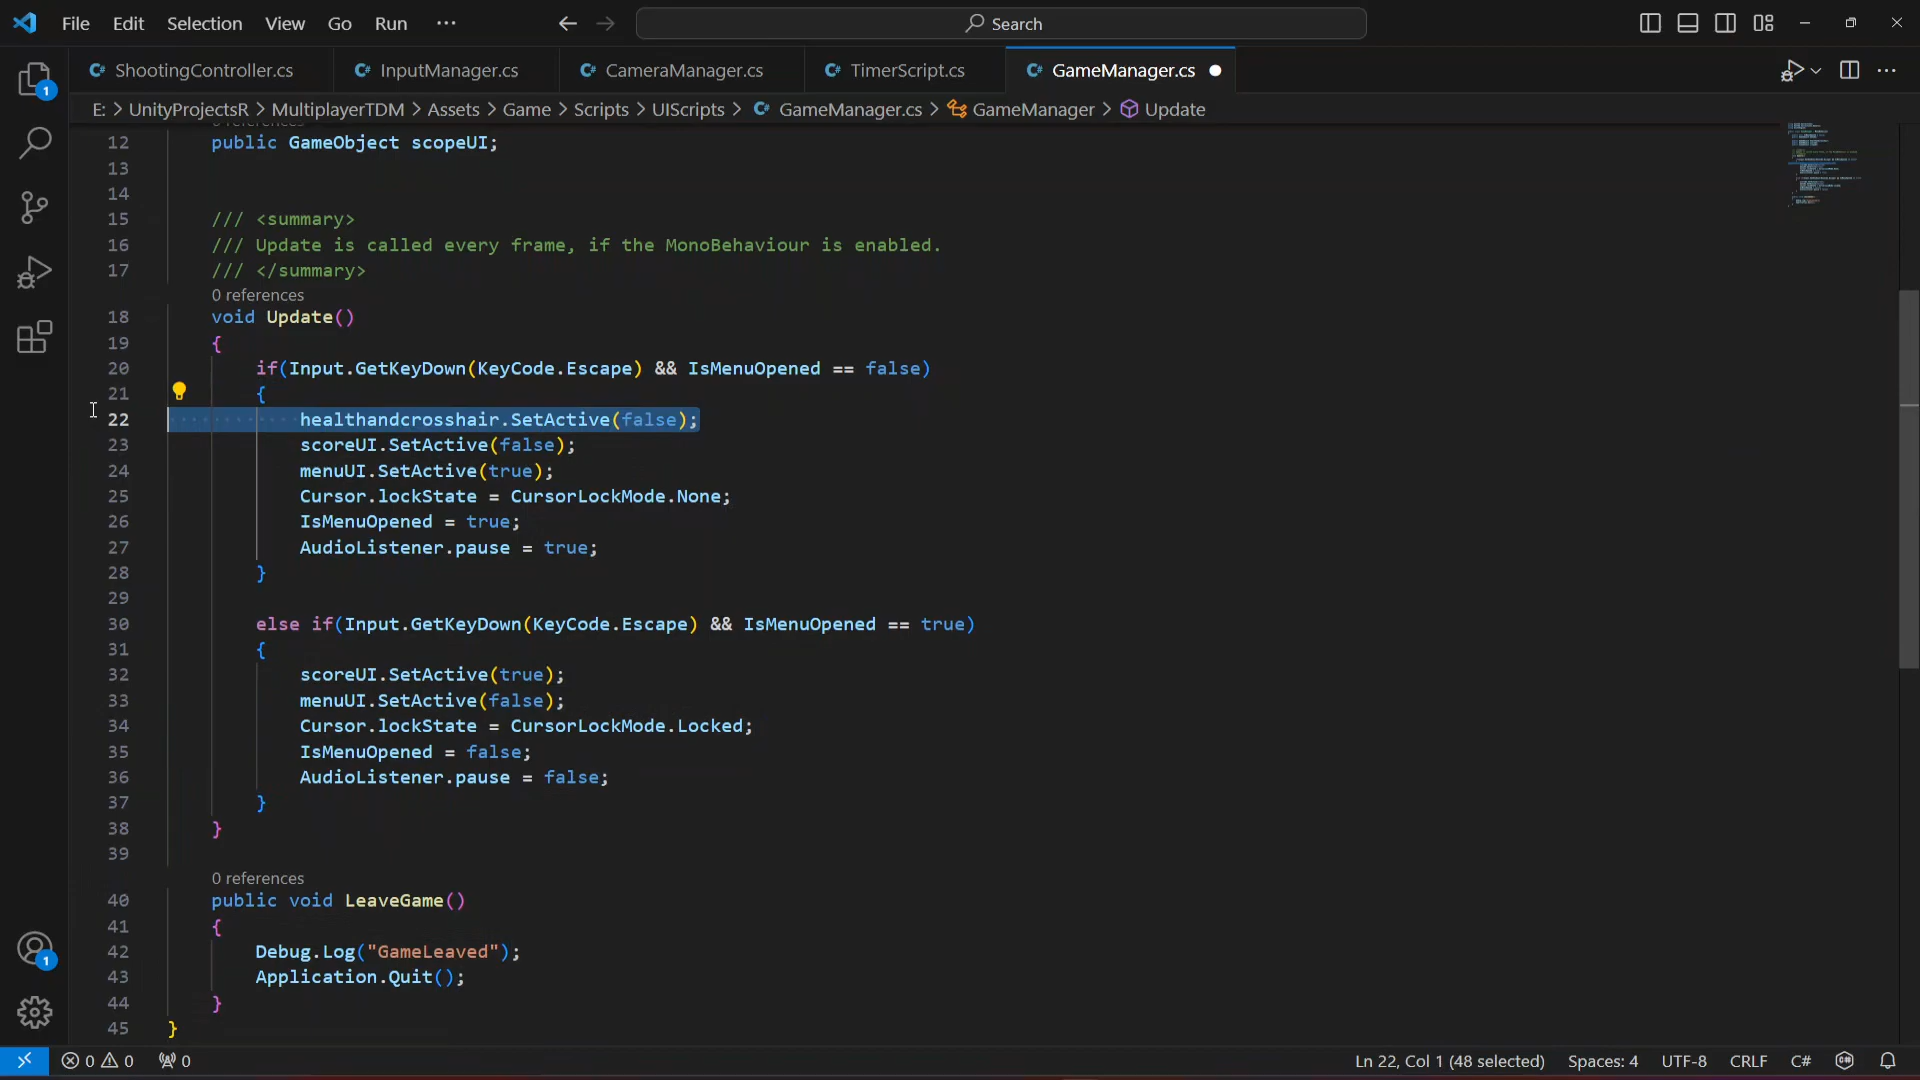 File Edit Selection View Go Run ··· Search
ShootingController.cs InputManager.cs CameraManager.cs TimerScript.cs GameManager.cs
E: > UnityProjectsR > MultiplayerTDM > Assets > Game > Scripts > UIScripts > GameManager.cs > GameManager > Update
12 public GameObject scopeUI;
13
14
15 /// <summary>
16 /// Update is called every frame, if the MonoBehaviour is enabled.
17 /// </summary>
0 references
18 void Update()
19 {
20 if(Input.GetKeyDown(KeyCode.Escape) && IsMenuOpened == false)
21 {
22 healthandcrosshair.SetActive(false);
23 scoreUI.SetActive(false);
24 menuUI.SetActive(true);
25 Cursor.lockState = CursorLockMode.None;
26 IsMenuOpened = true;
27 AudioListener.pause = true;
28 }
29
30 else if(Input.GetKeyDown(KeyCode.Escape) && IsMenuOpened == true)
31 {
32 scoreUI.SetActive(true);
33 menuUI.SetActive(false);
34 Cursor.lockState = CursorLockMode.Locked;
35 IsMenuOpened = false;
36 AudioListener.pause = false;
37 }
38 }
39
0 references
40 public void LeaveGame()
41 {
42 Debug.Log("GameLeaved");
43 Application.Quit();
44 }
45 }
1
1
0 0 0 Ln 22, Col 1 (48 selected) Spaces: 4 UTF-8 CRLF C#